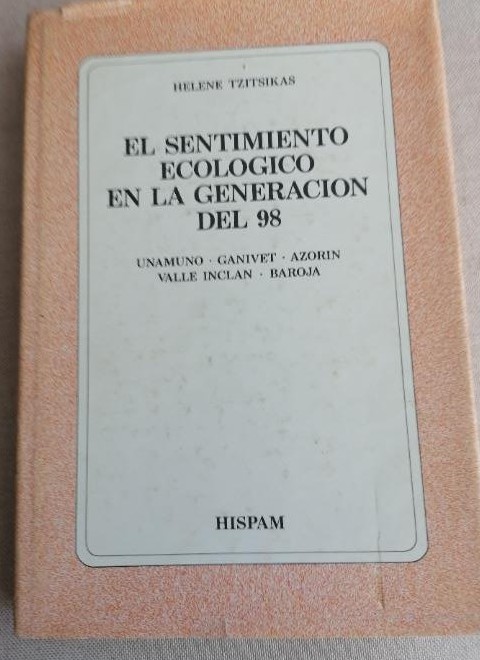 HELENE TZITSIKAS
EL SENTIMIENTO
ECOLOGICO
EN LA GENERACION
DEL 98
UNAMUNO · GANIVET · AZORIN
VALLE INCLAN · BAROJA
HISPAM